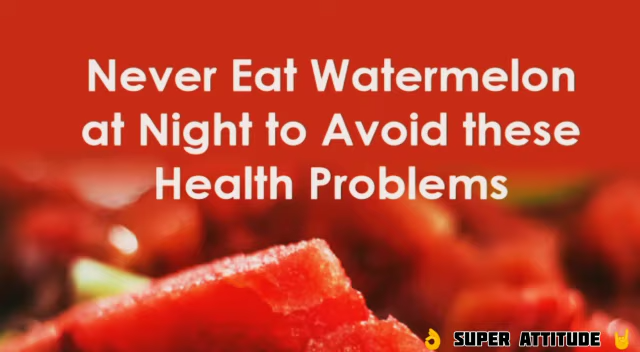 Never Eat Watermelon
at Night to Avoid these
Health Problems
👌 SUPER ATTITUDE 🤘